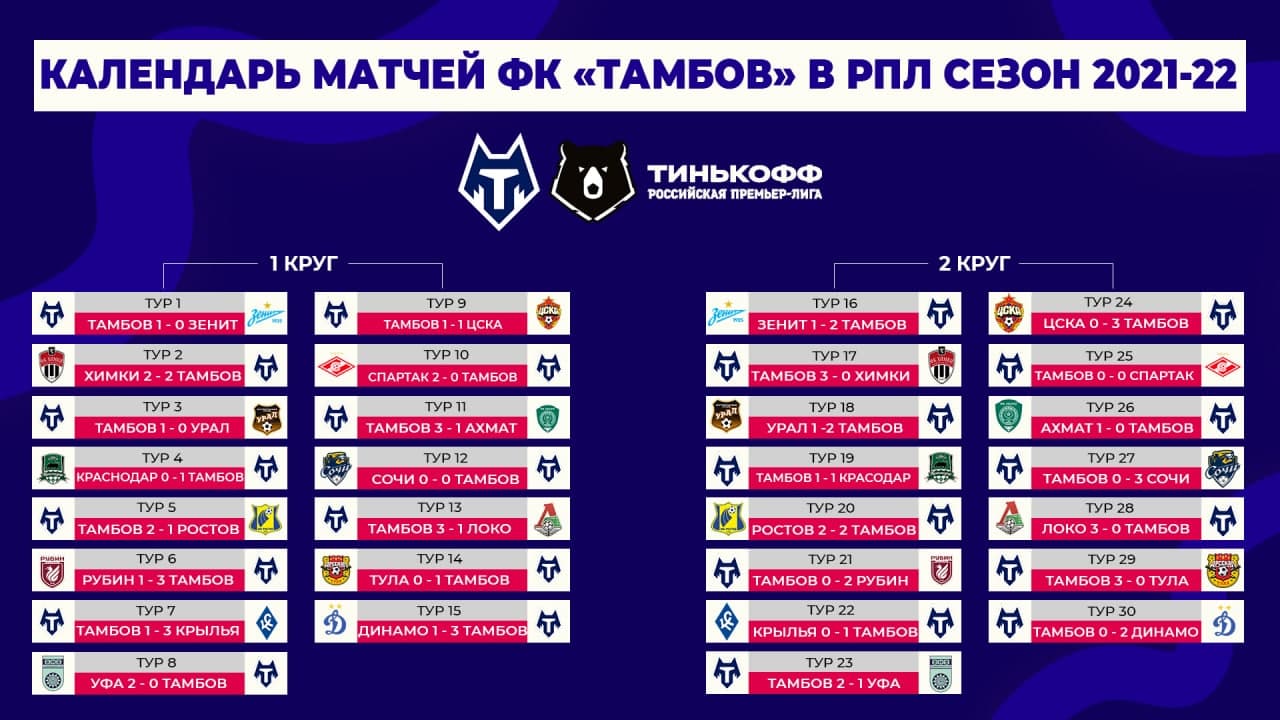 КАЛЕНДАРЬ МАТЧЕЙ ФК «ТАМБОВ» В РПЛ СЕЗОН 2021-22
Т
ТИНЬКОФФ
РОССИЙСКАЯ ПРЕМЬЕР-ЛИГА
1 КРУГ
ТУР 1
ТАМБОВ 1 - 0 ЗЕНИТ
ТУР 2
ХИМКИ 2 - 2 ТАМБОВ
ТУР 3
ТАМБОВ 1 - 0 УРАЛ
ТУР 4
КРАСНОДАР 0 - 1 ТАМБОВ
ТУР 5
ТАМБОВ 2 - 1 РОСТОВ
ТУР 6
РУБИН 1 - 3 ТАМБОВ
ТУР 7
ТАМБОВ 1 - 3 КРЫЛЬЯ
ТУР 8
УФА 2 - 0 ТАМБОВ
ТУР 9
ТАМБОВ 1 - 1 ЦСКА
ТУР 10
СПАРТАК 2 - 0 ТАМБОВ
ТУР 11
ТАМБОВ 3 - 1 АХМАТ
ТУР 12
СОЧИ 0 - 0 ТАМБОВ
ТУР 13
ТАМБОВ 3 - 1 ЛОКО
ТУР 14
ТУЛА 0 - 1 ТАМБОВ
ТУР 15
ДИНАМО 1 - 3 ТАМБОВ
2 КРУГ
ТУР 16
ЗЕНИТ 1 - 2 ТАМБОВ
ТУР 17
ТАМБОВ 3 - 0 ХИМКИ
ТУР 18
УРАЛ 1 -2 ТАМБОВ
ТУР 19
ТАМБОВ 1 - 1 КРАСОДАР
ТУР 20
РОСТОВ 2 - 2 ТАМБОВ
ТУР 21
ТАМБОВ 0 - 2 РУБИН
ТУР 22
КРЫЛЬЯ 0 - 1 ТАМБОВ
ТУР 23
ТАМБОВ 2 - 1 УФА
ТУР 24
ЦСКА 0 - 3 ТАМБОВ
ТУР 25
ТАМБОВ 0 - 0 СПАРТАК
ТУР 26
АХМАТ 1 - 0 ТАМБОВ
ТУР 27
ТАМБОВ 0 - 3 СОЧИ
ТУР 28
ЛОКО 3 - 0 ТАМБОВ
ТУР 29
ТАМБОВ 3 - 0 ТУЛА
ТУР 30
ТАМБОВ 0 - 2 ДИНАМО